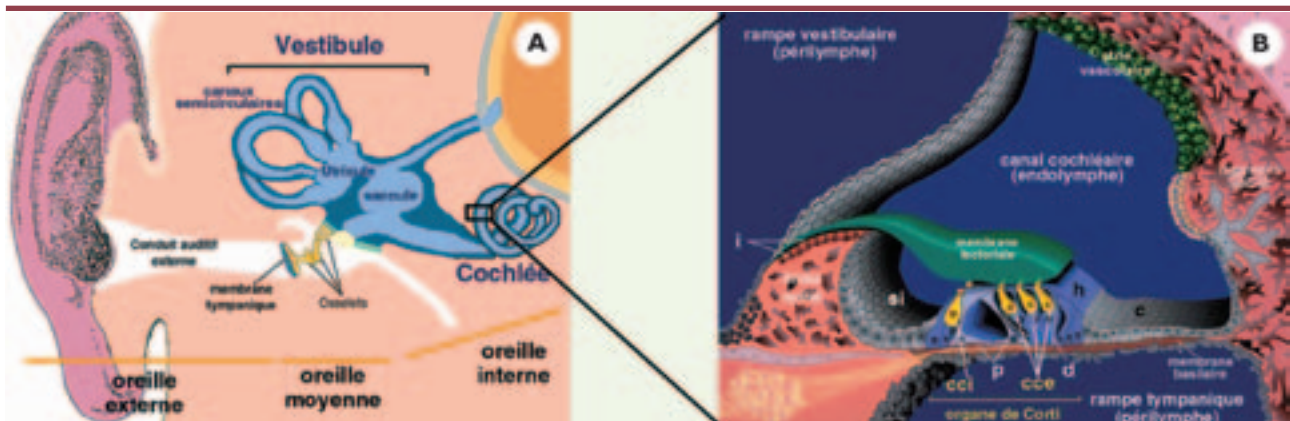 A
Vestibule
canaux
semicirculaires
Utricule
saccule
Conduit auditif
externe
membrane
tympanique
Osselets
Cochlée
oreille
externe
oreille
moyenne
oreille
interne
B
rampe vestibulaire
(périlymphe)
strie
vasculaire
canal cochléaire
(endolymphe)
i
membrane
tectoriale
si
h
c
cci
p
cce
d
membrane
basilaire
organe de Corti
rampe tympanique
(périlymphe)